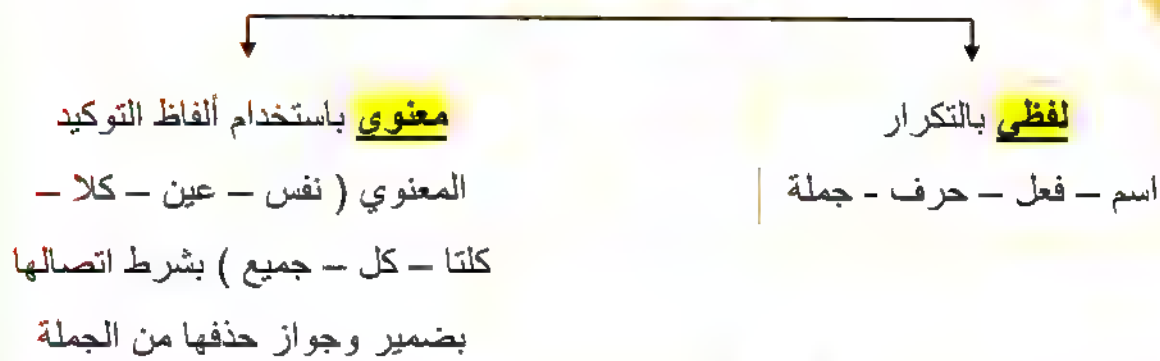 لفظي بالتكرار
اسم – فعل – حرف - جملة
معنوي باستخدام ألفاظ التوكيد
المعنوي ( نفس – عين – كلا –
كلتا – كل – جميع ) بشرط اتصالها
بضمير وجواز حذفها من الجملة